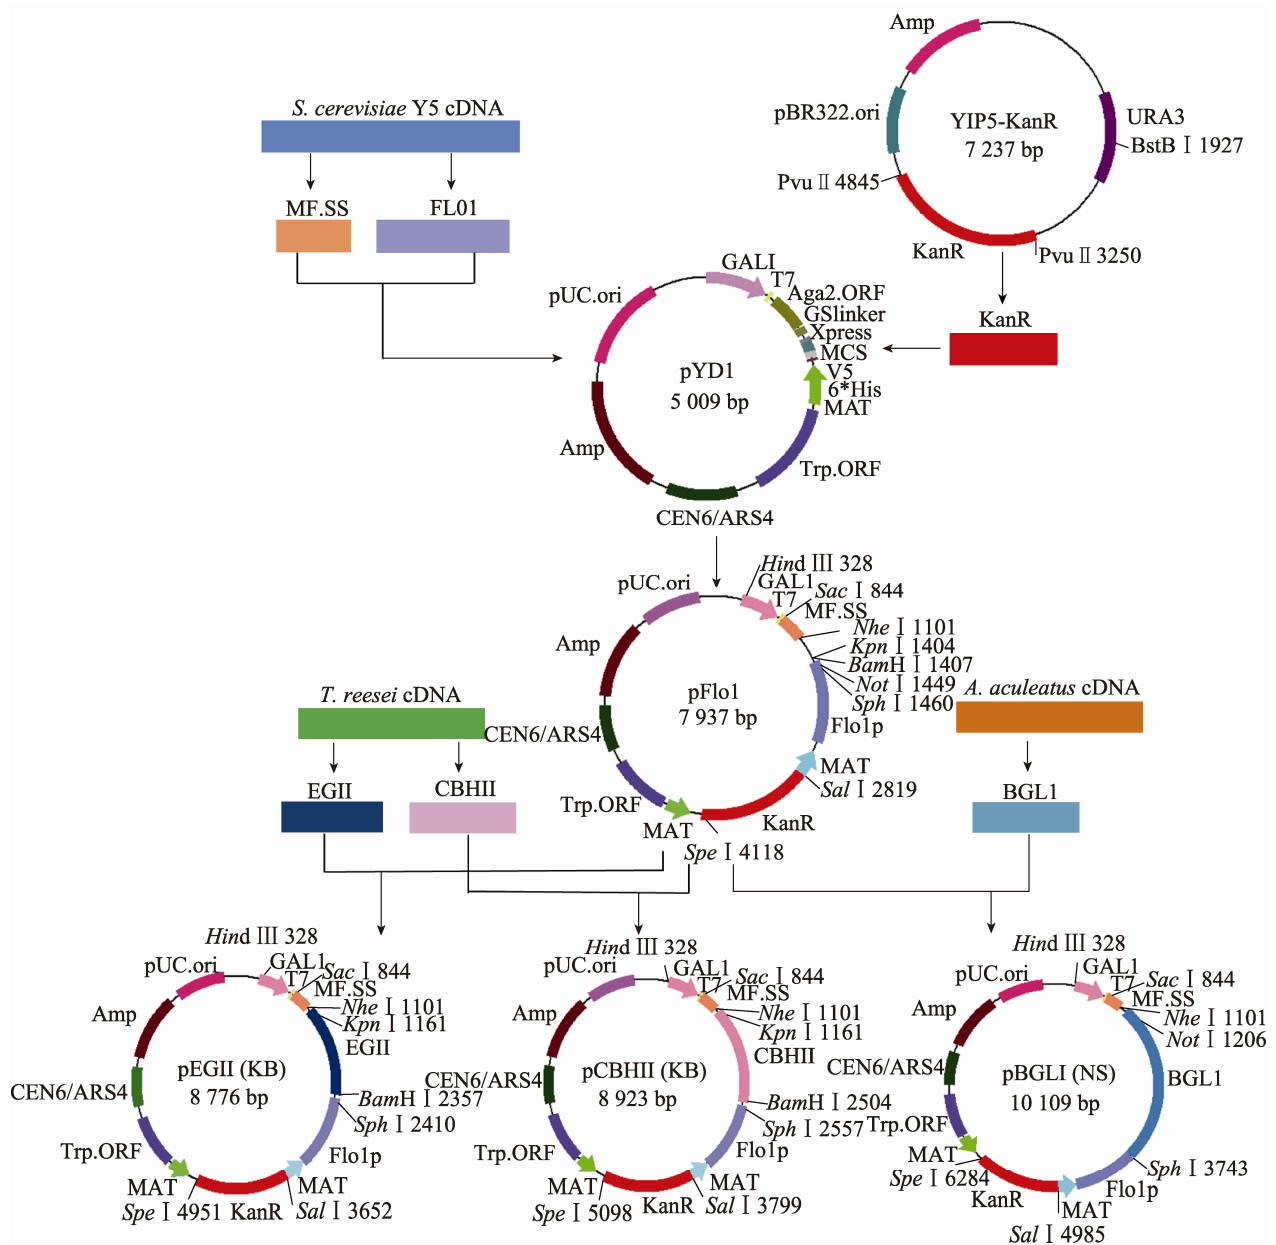 Amp
S. cerevisiae Y5 cDNA
pBR322.ori
YIP5-KanR
7 237 bp
URA3
BstB Ⅰ 1927
Pvu Ⅱ 4845
MF.SS
FL01
KanR
Pvu Ⅱ 3250
GALI
T7
pUC.ori
Aga2.ORF
GSlinker
Xpress
MCS
V5
6*His
MAT
pYD1
5 009 bp
KanR
Amp
Trp.ORF
CEN6/ARS4
Hind Ⅲ 328
pUC.ori
GAL1
T7
Sac Ⅰ 844
MF.SS
Nhe Ⅰ 1101
Kpn Ⅰ 1404
BamH Ⅰ 1407
Not Ⅰ 1449
Sph Ⅰ 1460
Amp
pFlo1
7 937 bp
T. reesei cDNA
A. aculeatus cDNA
CEN6/ARS4
Flo1p
MAT
Sal Ⅰ 2819
EGII
CBHII
BGL1
Trp.ORF
MAT
KanR
Spe Ⅰ 4118
Hind Ⅲ 328
pUC.ori
GAL1
T7
Sac Ⅰ 844
MF.SS
Nhe Ⅰ 1101
Kpn Ⅰ 1161
EGII
Amp
pEGII (KB)
8 776 bp
CEN6/ARS4
BamH Ⅰ 2357
Sph Ⅰ 2410
Trp.ORF
Flo1p
MAT
MAT
Spe Ⅰ 4951
KanR
Sal Ⅰ 3652
Hind Ⅲ 328
pUC.ori
GAL1
T7
Sac Ⅰ 844
MF.SS
Nhe Ⅰ 1101
Kpn Ⅰ 1161
CBHII
Amp
pCBHII (KB)
8 923 bp
CEN6/ARS4
BamH Ⅰ 2504
Sph Ⅰ 2557
Trp.ORF
Flo1p
MAT
MAT
Spe Ⅰ 5098
KanR
Sal Ⅰ 3799
Hind Ⅲ 328
pUC.ori
GAL1
T7
Sac Ⅰ 844
MF.SS
Nhe Ⅰ 1101
Not Ⅰ 1206
Amp
pBGLI (NS)
10 109 bp
CEN6/ARS4
BGL1
Trp.ORF
MAT
Spe Ⅰ 6284
KanR
Sph Ⅰ 3743
Flo1p
MAT
Sal Ⅰ 4985